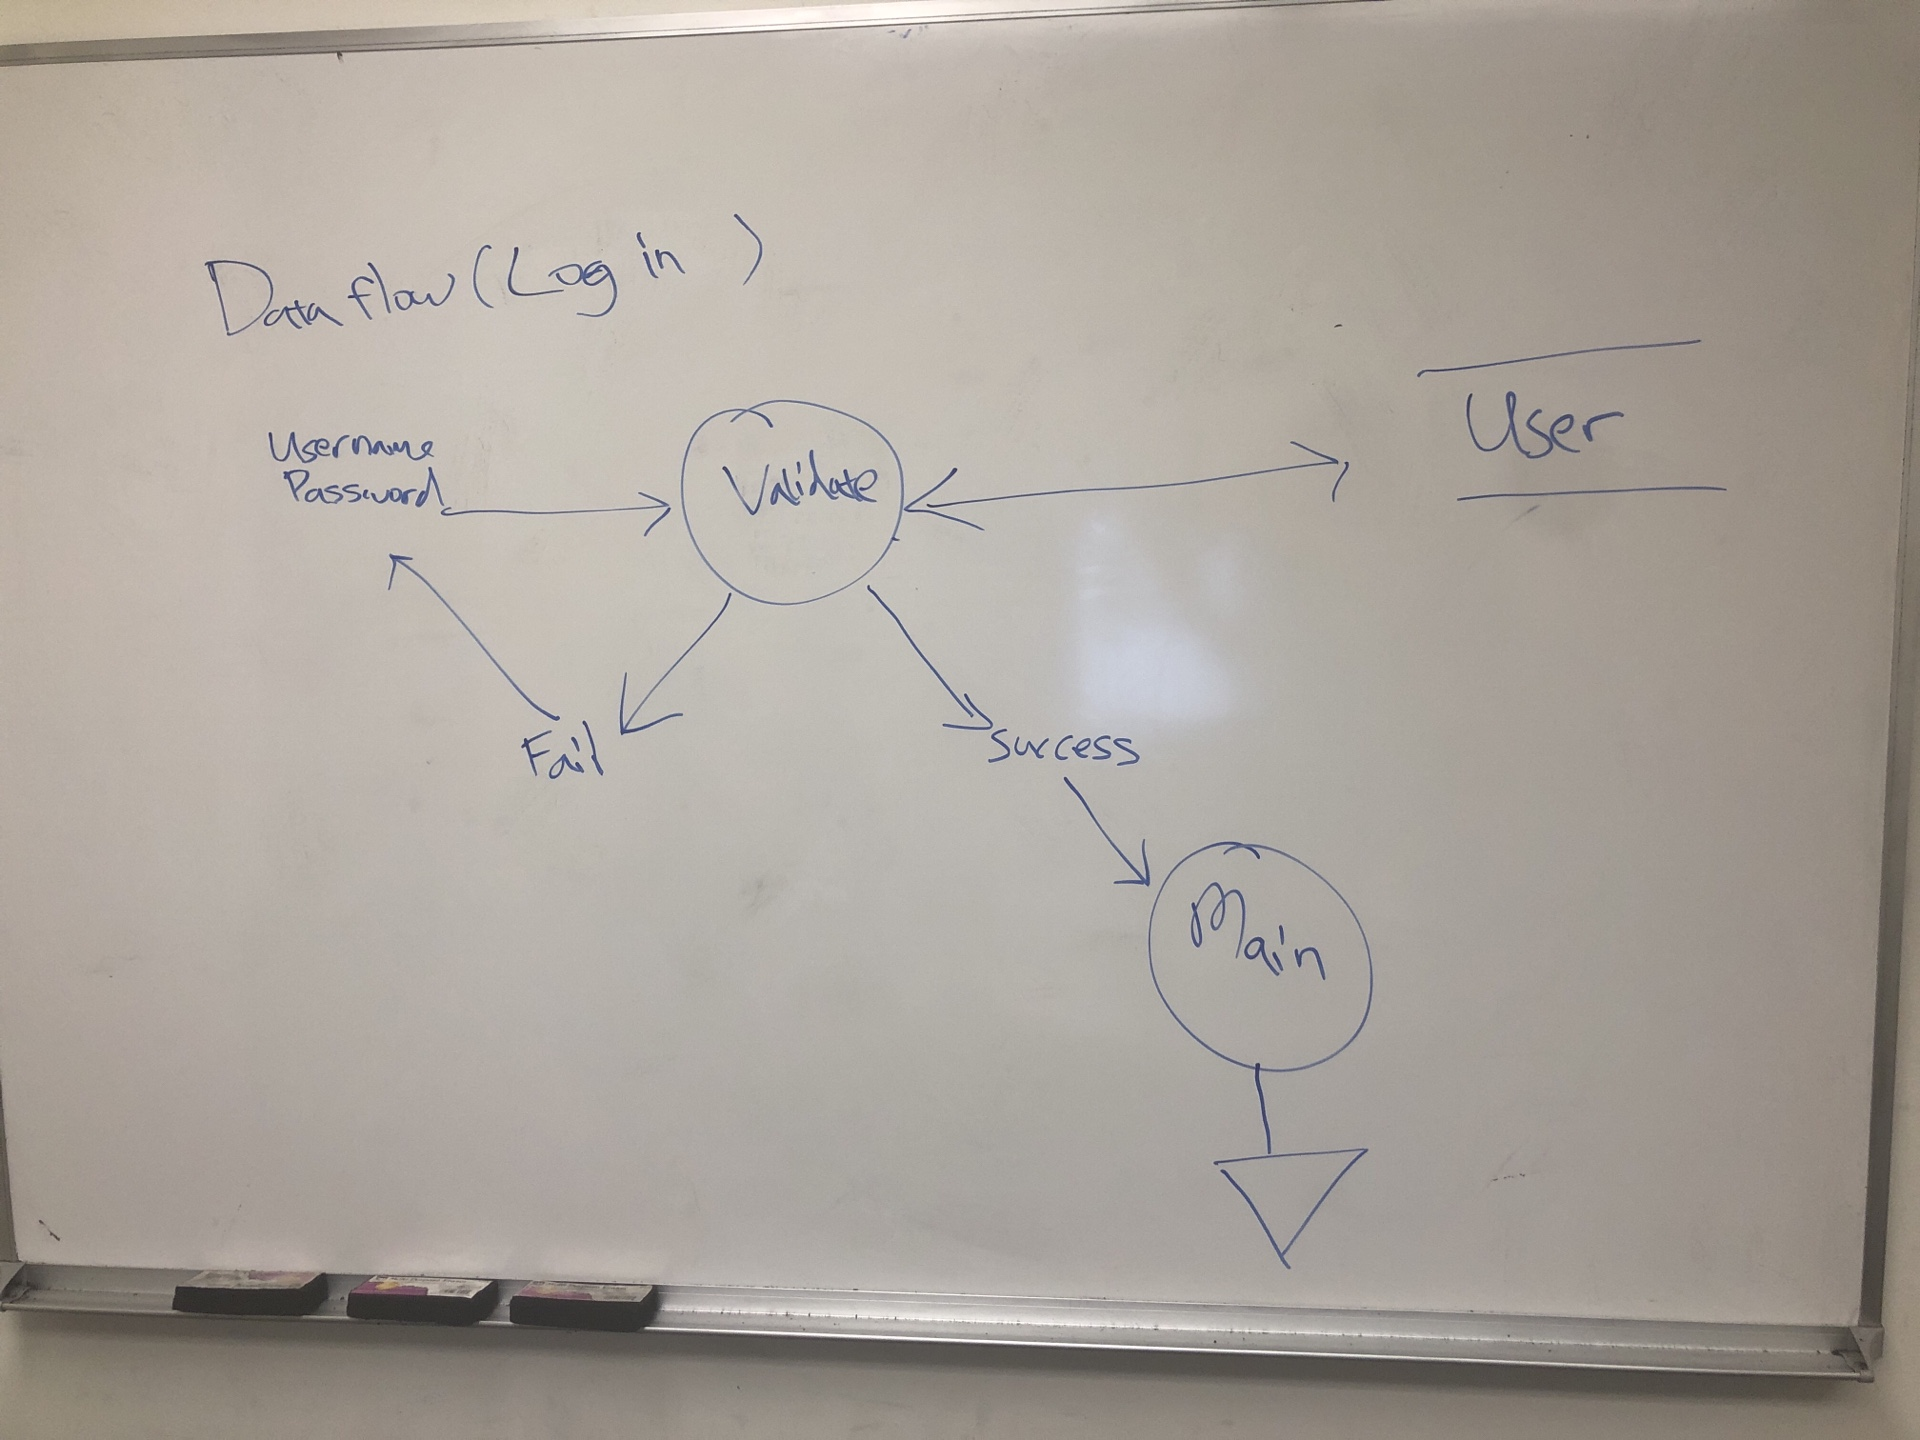 Data flow (Log in )
Username
Password
Validate
User
Fail
Success
Main